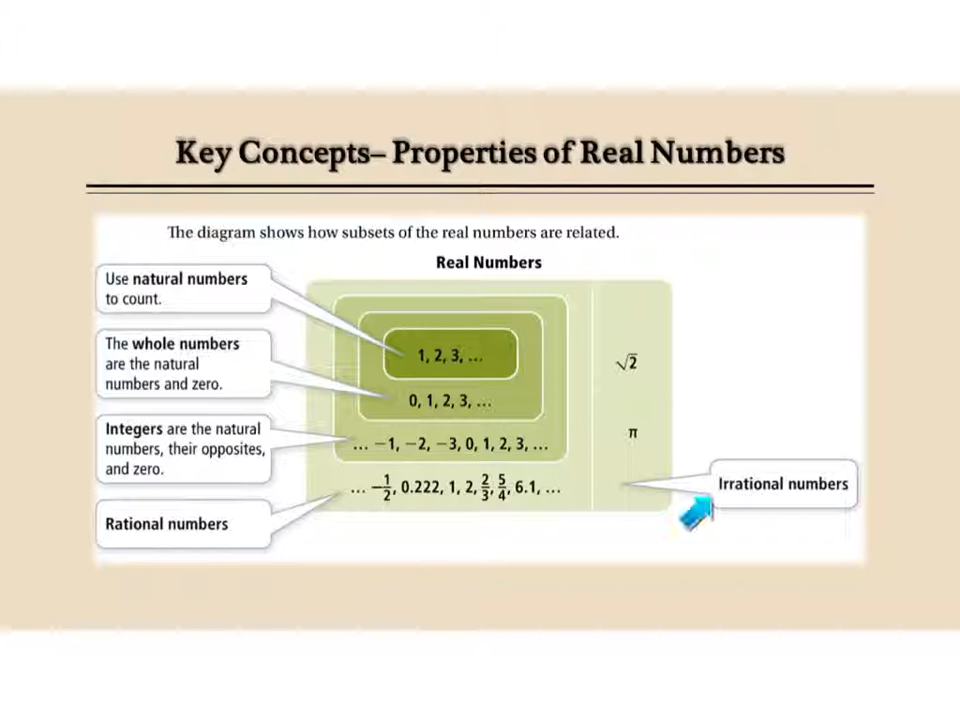 Key Concepts– Properties of Real Numbers
The diagram shows how subsets of the real numbers are related.
Real Numbers
Use natural numbers
to count.
The whole numbers
are the natural
numbers and zero.
Integers are the natural
numbers, their opposites,
and zero.
Rational numbers
1, 2, 3, …
0, 1, 2, 3, …
… −1, −2, −3, 0, 1, 2, 3, …
… −1/2, 0.222, 1, 2, 2/3, 5/4, 6.1, …
√2
π
Irrational numbers